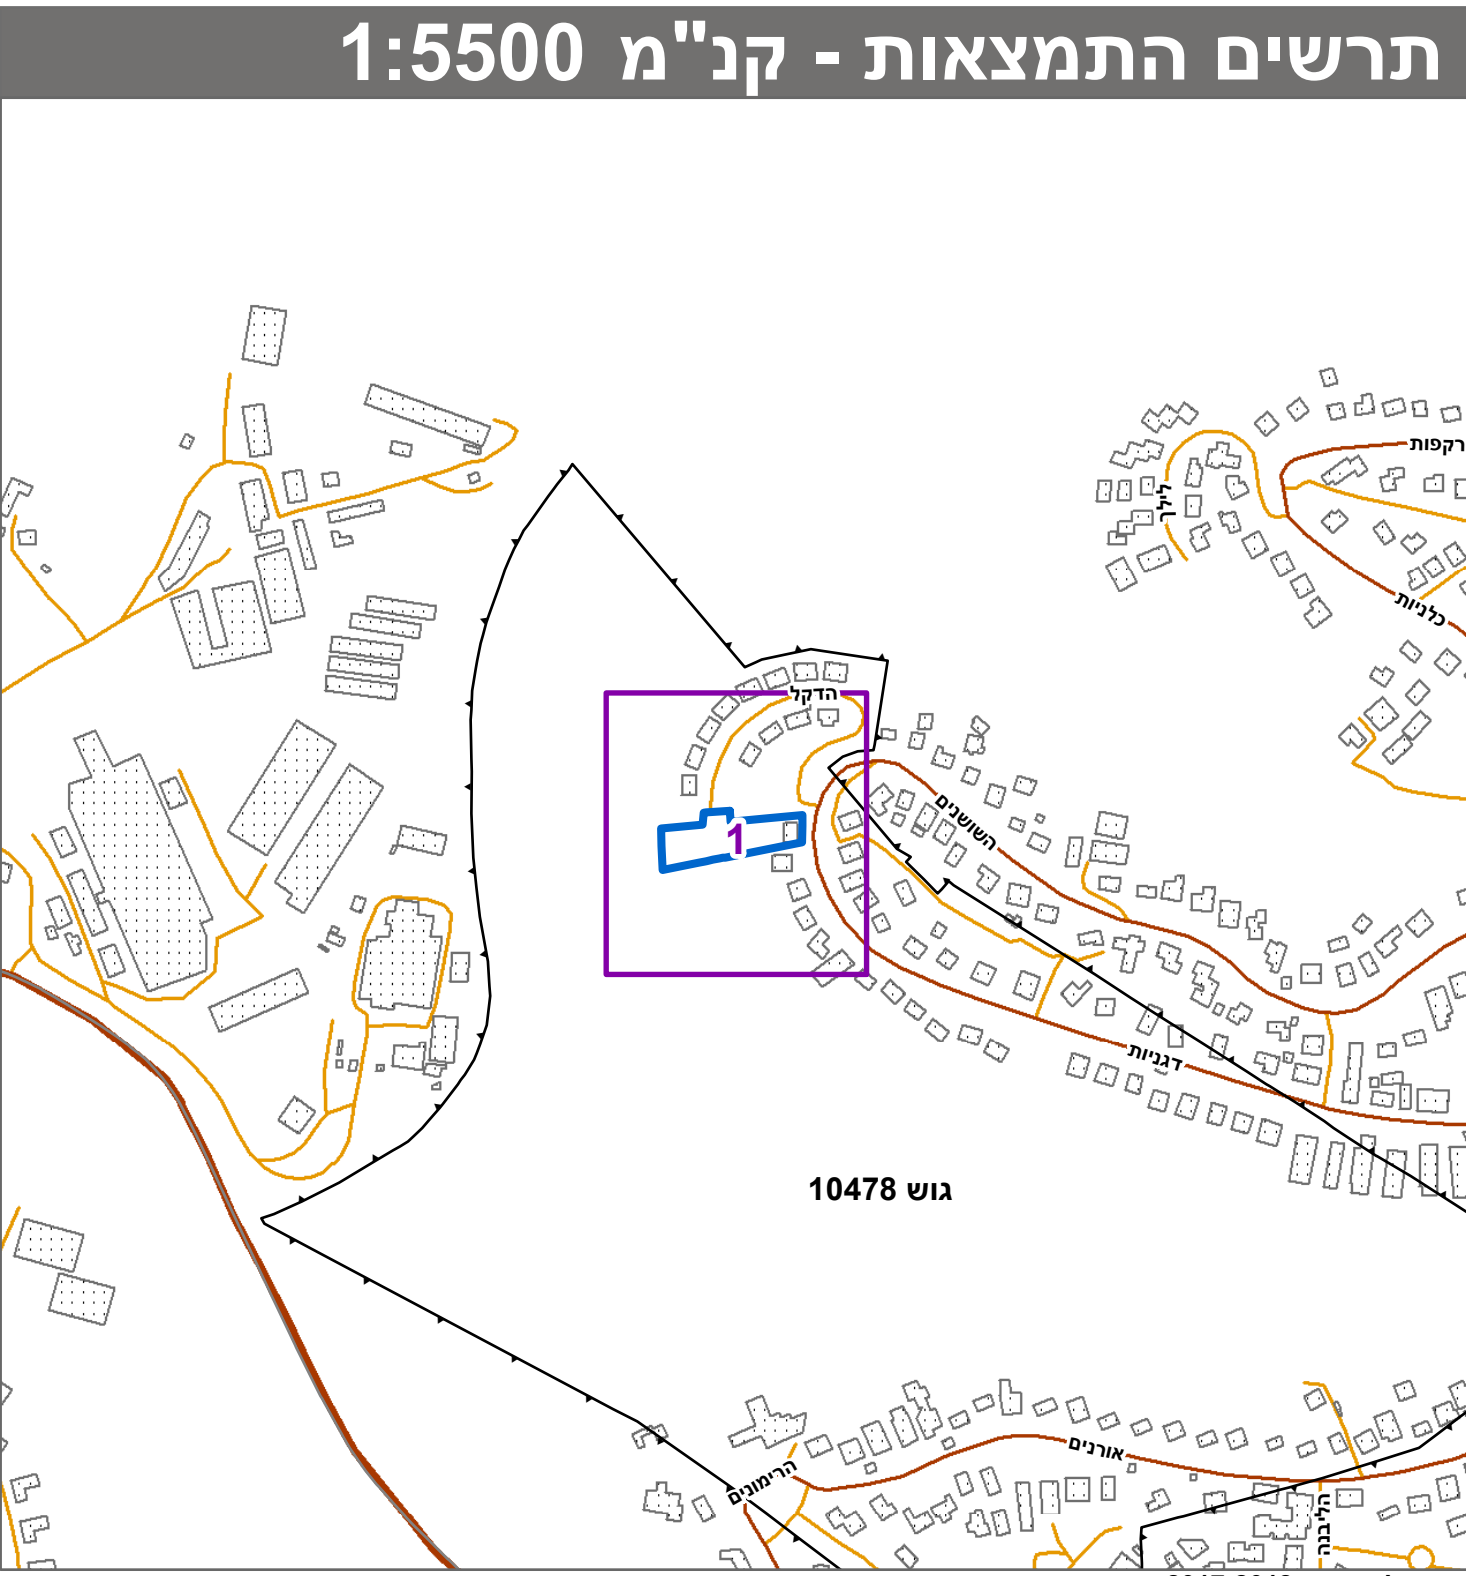 תרשים התמצאות - קנ"מ 1:5500
רקפות
לילך
כלניות
הדקל
השושנים
1
דגניות
גוש 10478
אורנים
הרימונים
הליבנה